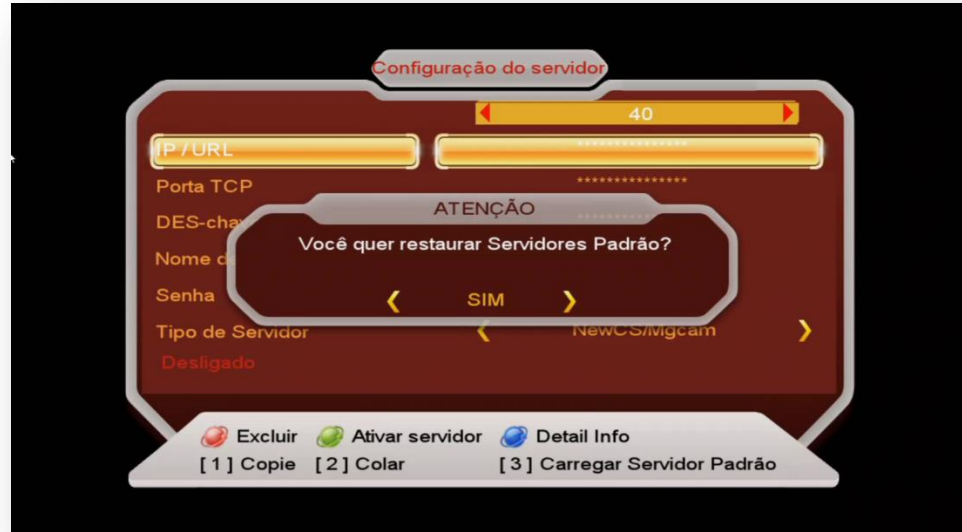 Configuração do servidor
40
IP / URL ***************
Porta TCP ***************
DES-cha
ATENÇÃO
Você quer restaurar Servidores Padrão?
Nome d
Senha
SIM
Tipo de Servidor NewCS/Mgcam
Desligado
Excluir Ativar servidor Detail Info
[ 1 ] Copie [ 2 ] Colar [ 3 ] Carregar Servidor Padrão